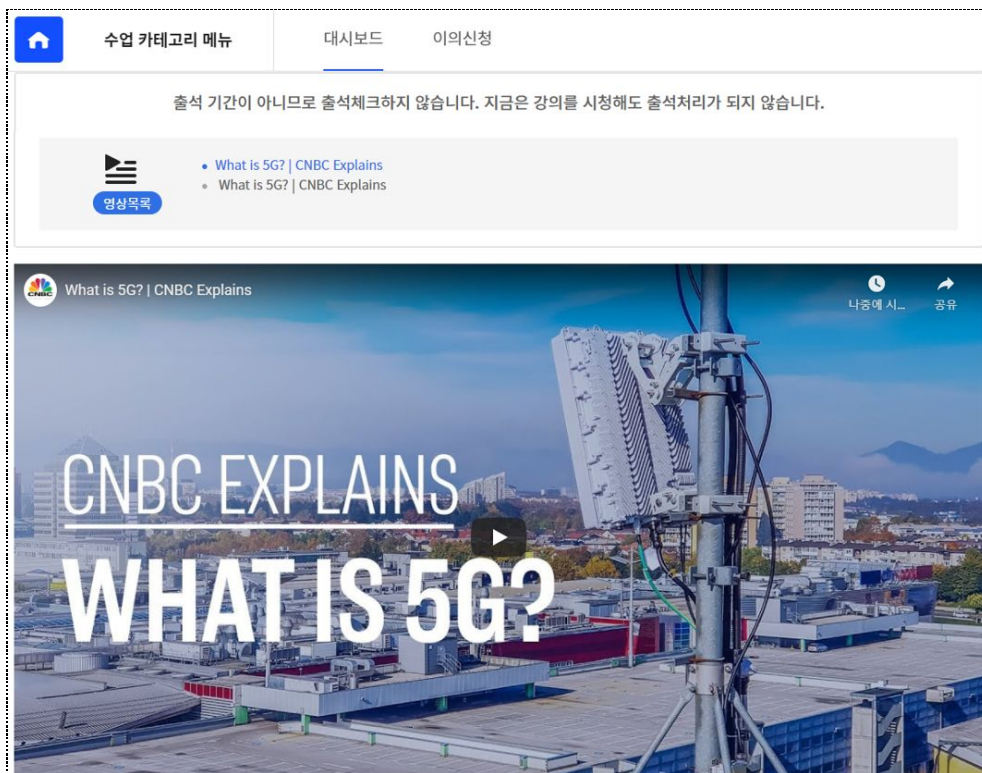 수업 카테고리 메뉴
대시보드
이의신청
출석 기간이 아니므로 출석체크하지 않습니다. 지금은 강의를 시청해도 출석처리가 되지 않습니다.
영상목록
What is 5G? | CNBC Explains
What is 5G? | CNBC Explains
CNBC
What is 5G? | CNBC Explains
나중에 시...
공유
CNBC EXPLAINS
WHAT IS 5G?